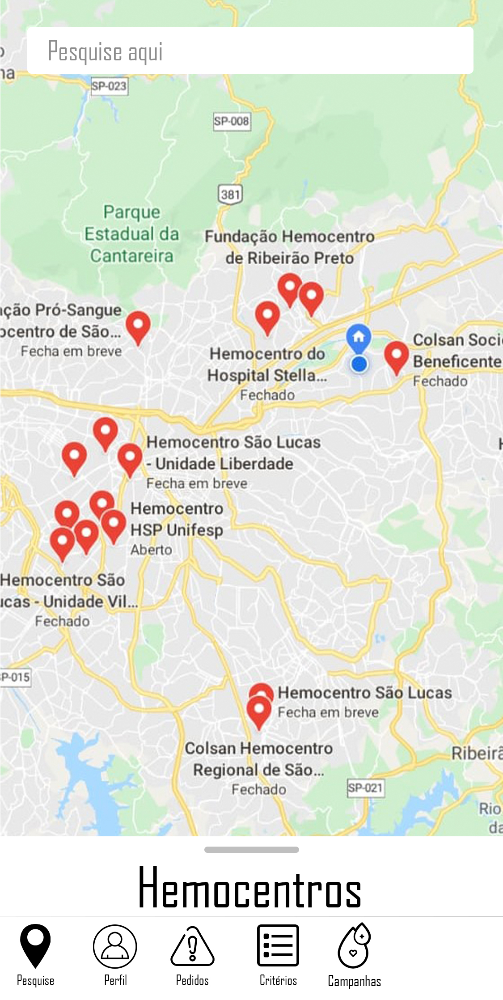 Pesquise aqui
SP-023
SP-008
381
Parque
Estadual da
Cantareira
Fundação Hemocentro
de Ribeirão Preto
ção Pró-Sangue
ocentro de São...
Fecha em breve
Hemocentro do
Hospital Stella...
Fechado
Colsan Soci
Beneficente
Fechado
Hemocentro São Lucas
- Unidade Liberdade
Fecha em breve
Hemocentro
HSP Unifesp
Aberto
Hemocentro São
ucas - Unidade Vil...
Fechado
P-015
Hemocentro São Lucas
Fecha em breve
Colsan Hemocentro
Regional de São...
Fechado
Ribeirã
SP-021
Rio
da
Hemocentros
Pesquise
Perfil
Pedidos
Critérios
Campanhas